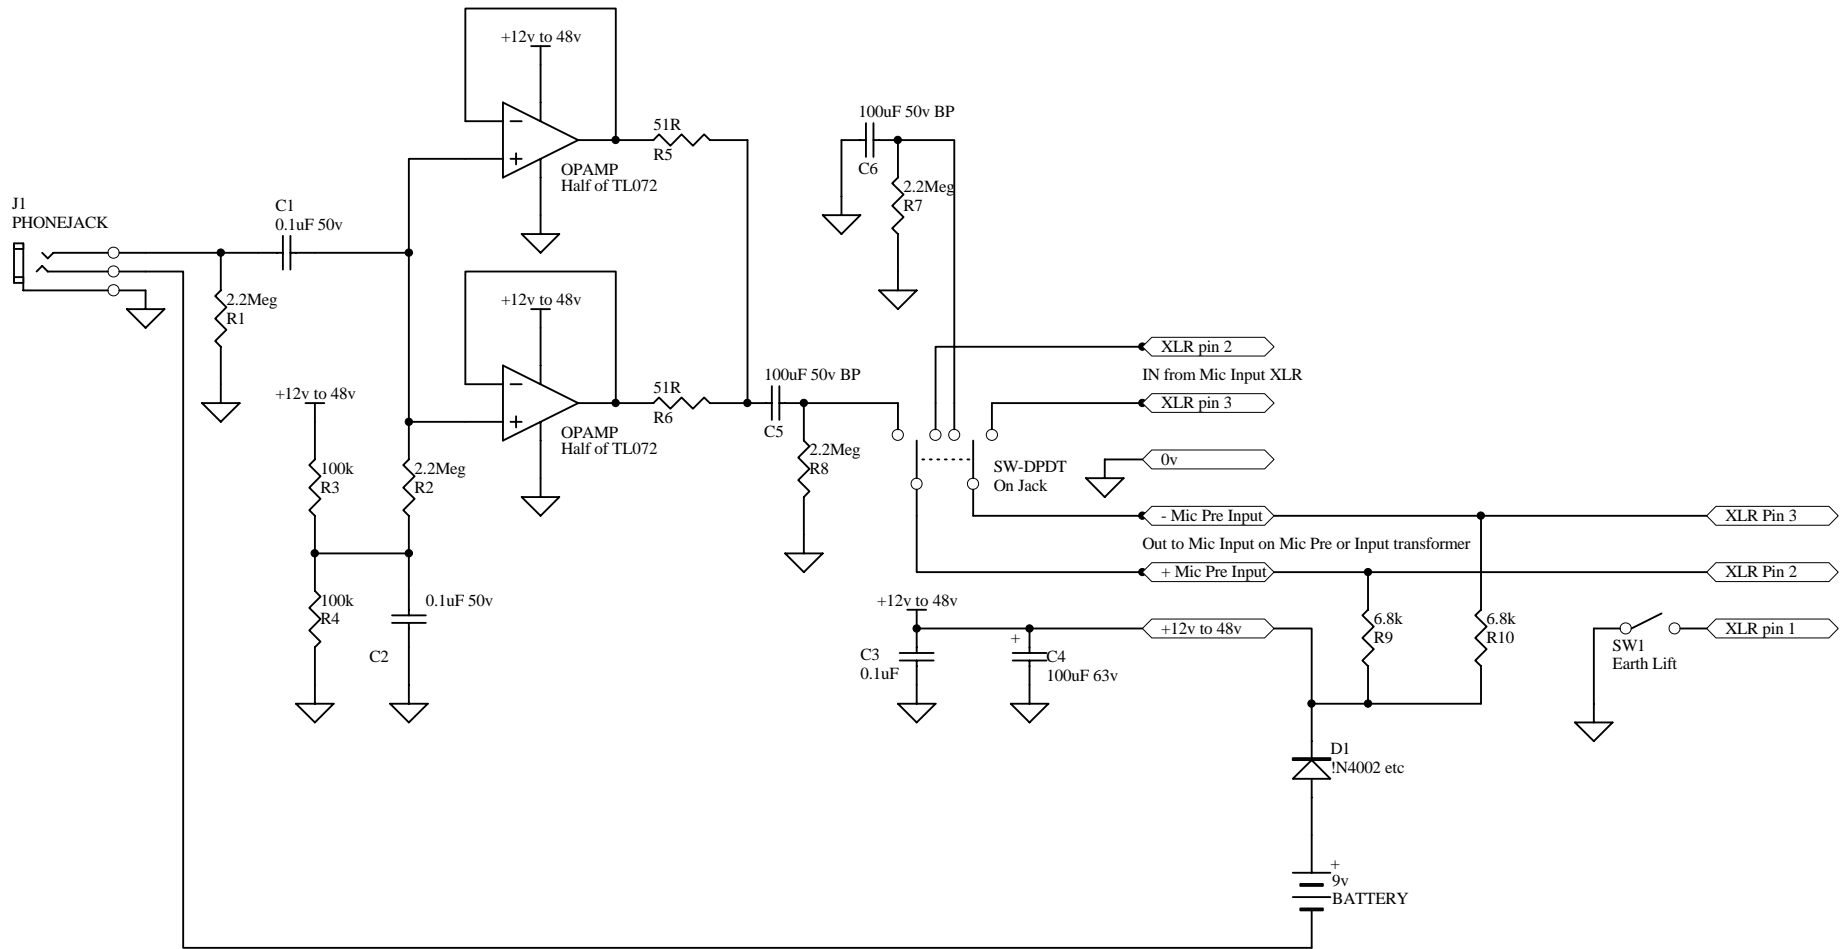 +12v to 48v
51R
R5
OPAMP
Half of TL072
100uF 50v BP
C6
2.2Meg
R7
J1
PHONEJACK
C1
0.1uF 50v
2.2Meg
R1
+12v to 48v
51R
R6
OPAMP
Half of TL072
100uF 50v BP
C5
2.2Meg
R8
XLR pin 2
IN from Mic Input XLR
XLR pin 3
0v
SW-DPDT
On Jack
+12v to 48v
100k
R3
2.2Meg
R2
- Mic Pre Input
XLR Pin 3
Out to Mic Input on Mic Pre or Input transformer
+ Mic Pre Input
XLR Pin 2
100k
R4
0.1uF 50v
C2
+12v to 48v
+12v to 48v
C3
0.1uF
+
C4
100uF 63v
6.8k
R9
6.8k
R10
XLR pin 1
SW1
Earth Lift
D1
!N4002 etc
+
9v
BATTERY